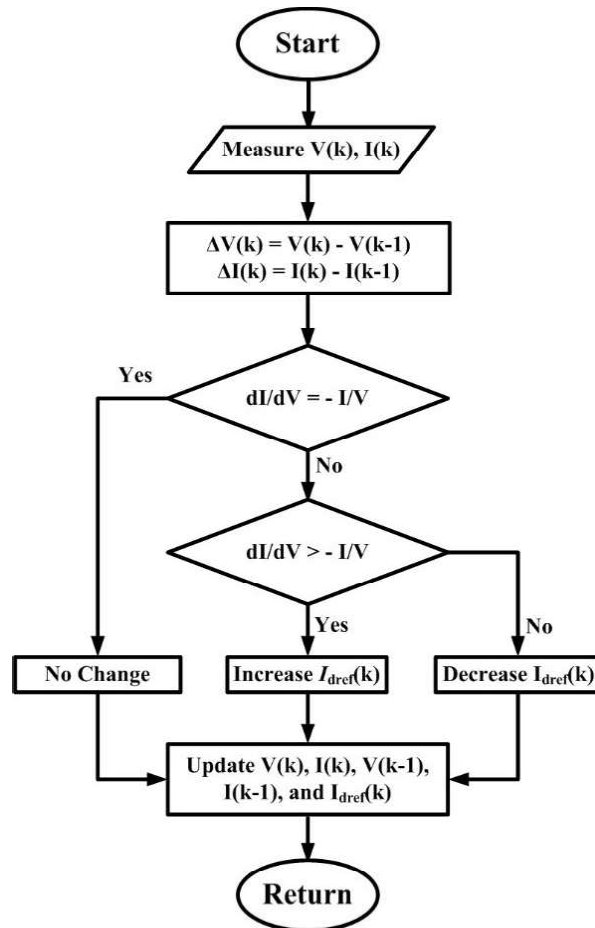 Start
Measure V(k), I(k)
ΔV(k) = V(k) - V(k-1)
ΔI(k) = I(k) - I(k-1)
Yes
dI/dV = - I/V
No
dI/dV > - I/V
Yes
No
No Change
Increase Idref(k)
Decrease Idref(k)
Update V(k), I(k), V(k-1),
I(k-1), and Idref(k)
Return